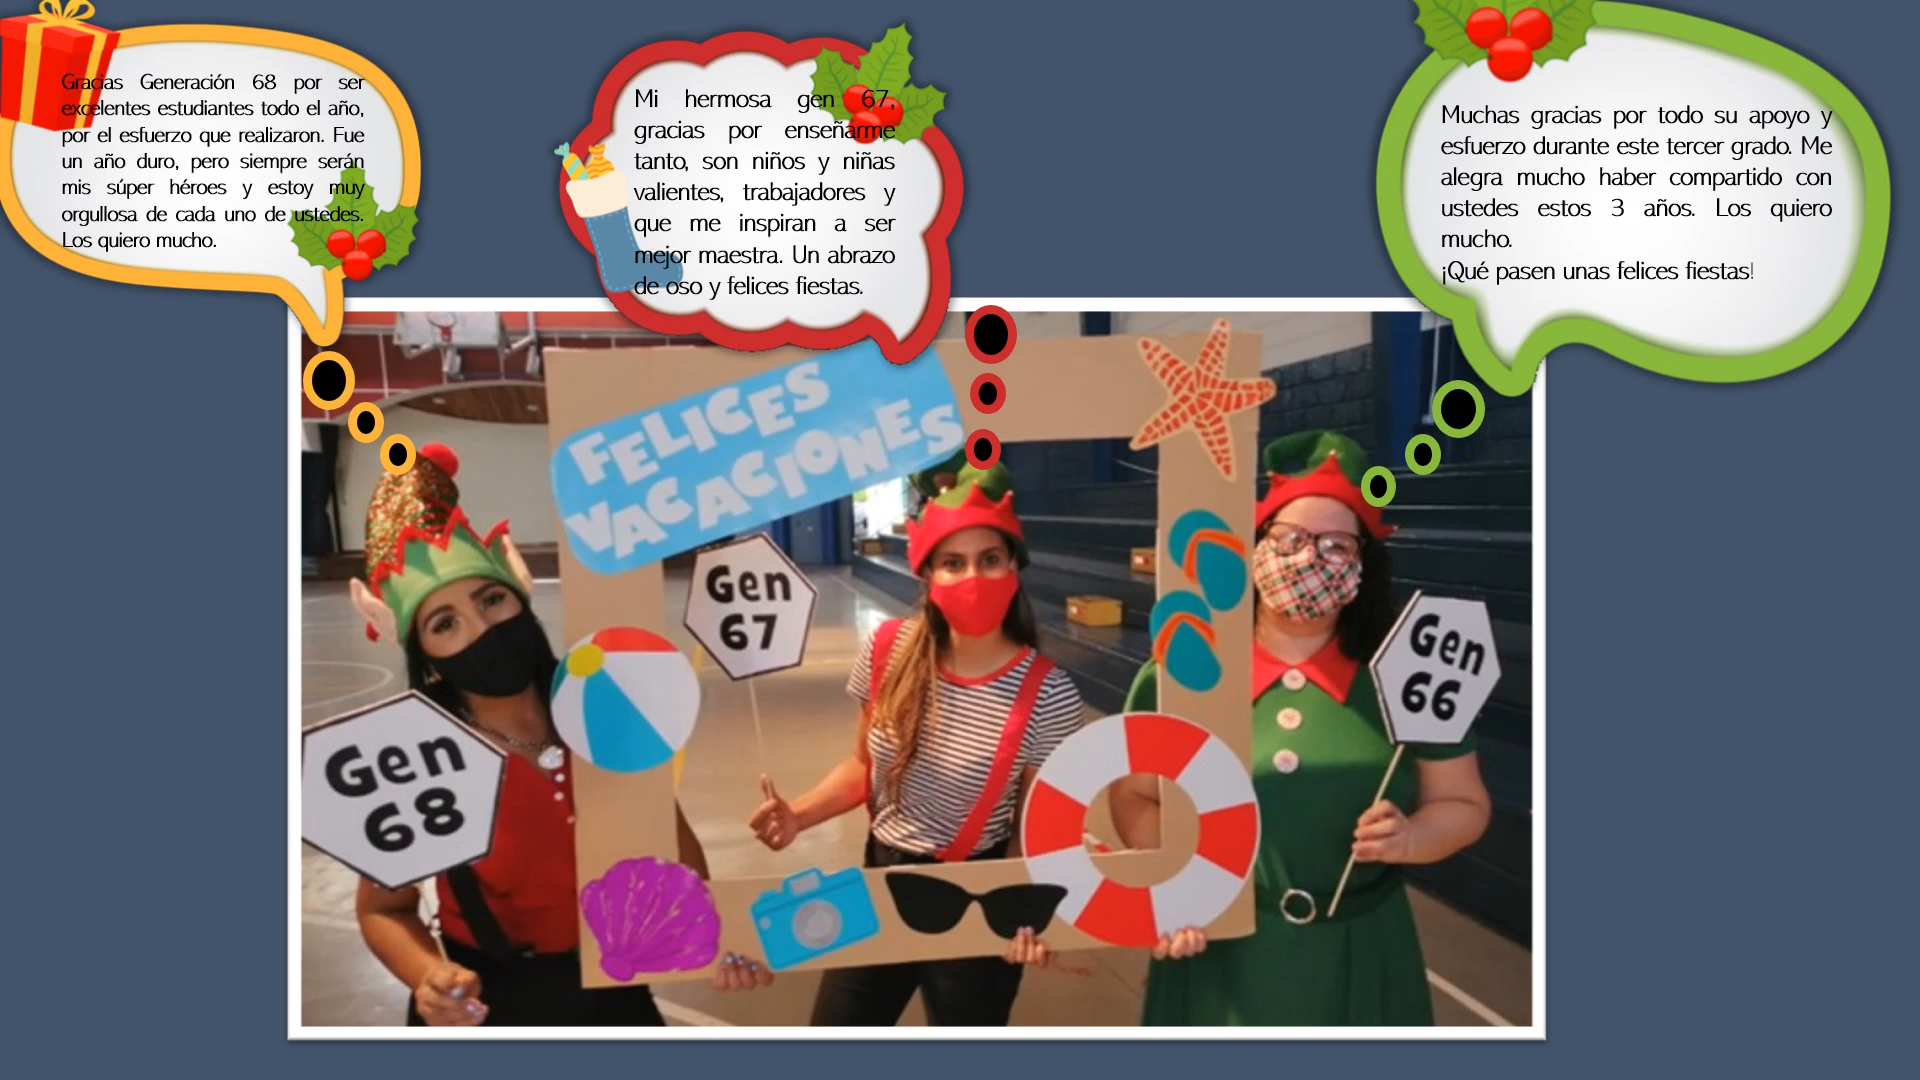 Gracias Generación 68 por ser
excelentes estudiantes todo el año,
por el esfuerzo que realizaron. Fue
un año duro, pero siempre serán
mis súper héroes y estoy muy
orgullosa de cada uno de ustedes.
Los quiero mucho.
Mi hermosa gen 67,
gracias por enseñarme
tanto, son niños y niñas
valientes, trabajadores y
que me inspiran a ser
mejor maestra. Un abrazo
de oso y felices fiestas.
Muchas gracias por todo su apoyo y
esfuerzo durante este tercer grado. Me
alegra mucho haber compartido con
ustedes estos 3 años. Los quiero
mucho.
¡Qué pasen unas felices fiestas!
FELICES
VACACIONES
Gen
67
Gen
66
Gen
68